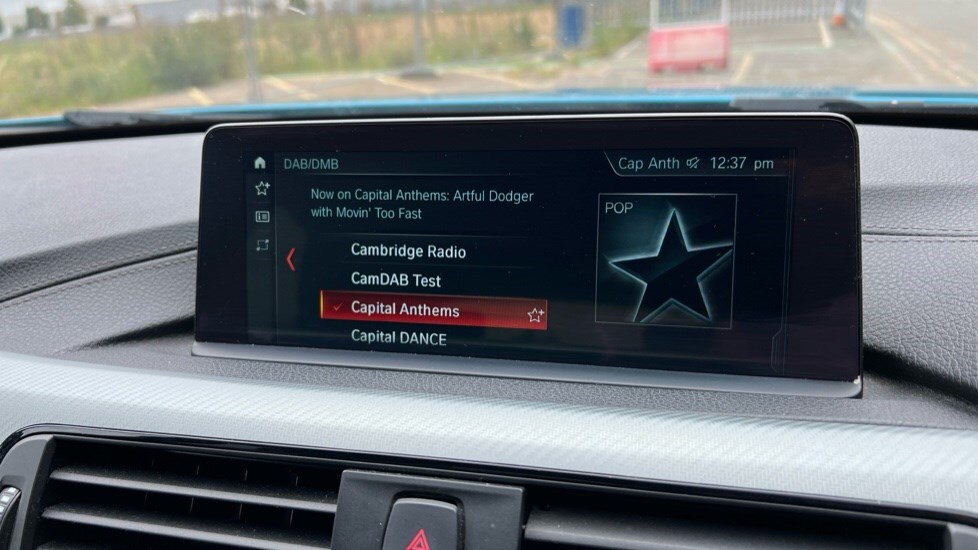 DAB/DMB
Cap Anth 12:37 pm
Now on Capital Anthems: Artful Dodger
with Movin' Too Fast
POP
Cambridge Radio
CamDAB Test
Capital Anthems
Capital DANCE